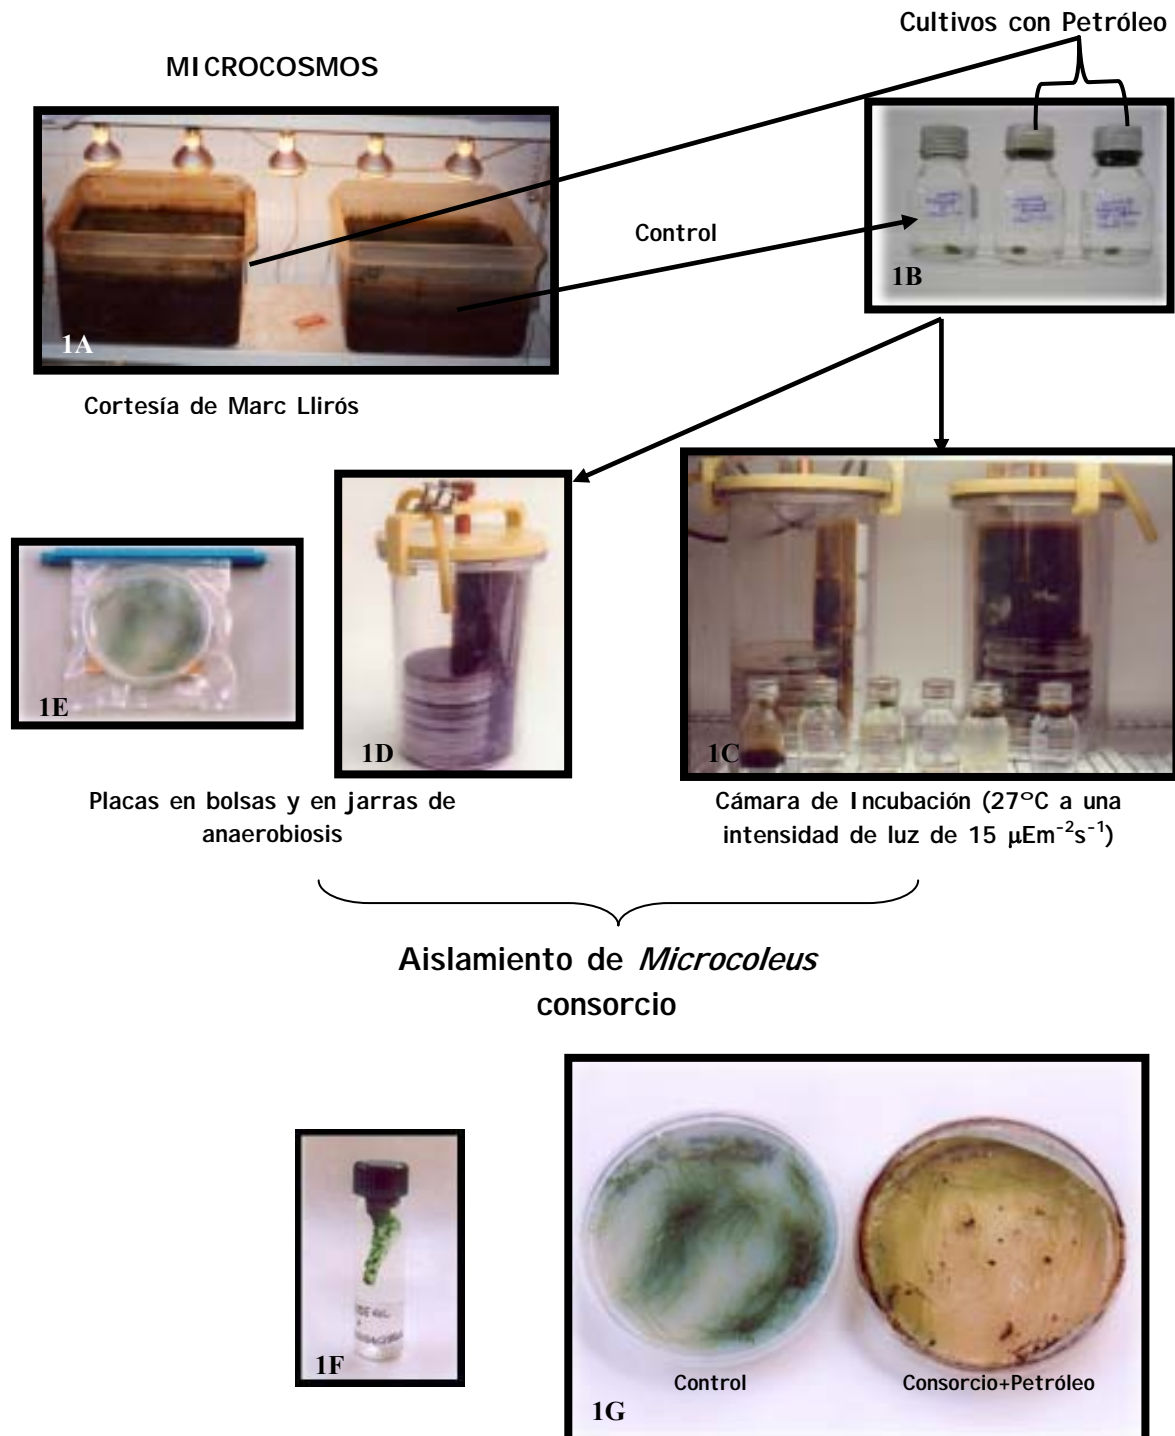 Cultivos con Petróleo
MICROCOSMOS
Control
1A
1B
Cortesía de Marc Llirós
1E
1D
1C
Placas en bolsas y en jarras de
anaerobiosis
Cámara de Incubación (27ºC a una
intensidad de luz de 15 μEm⁻²s⁻¹)
Aislamiento de Microcoleus
consorcio
1F
Control
Consorcio+Petróleo
1G